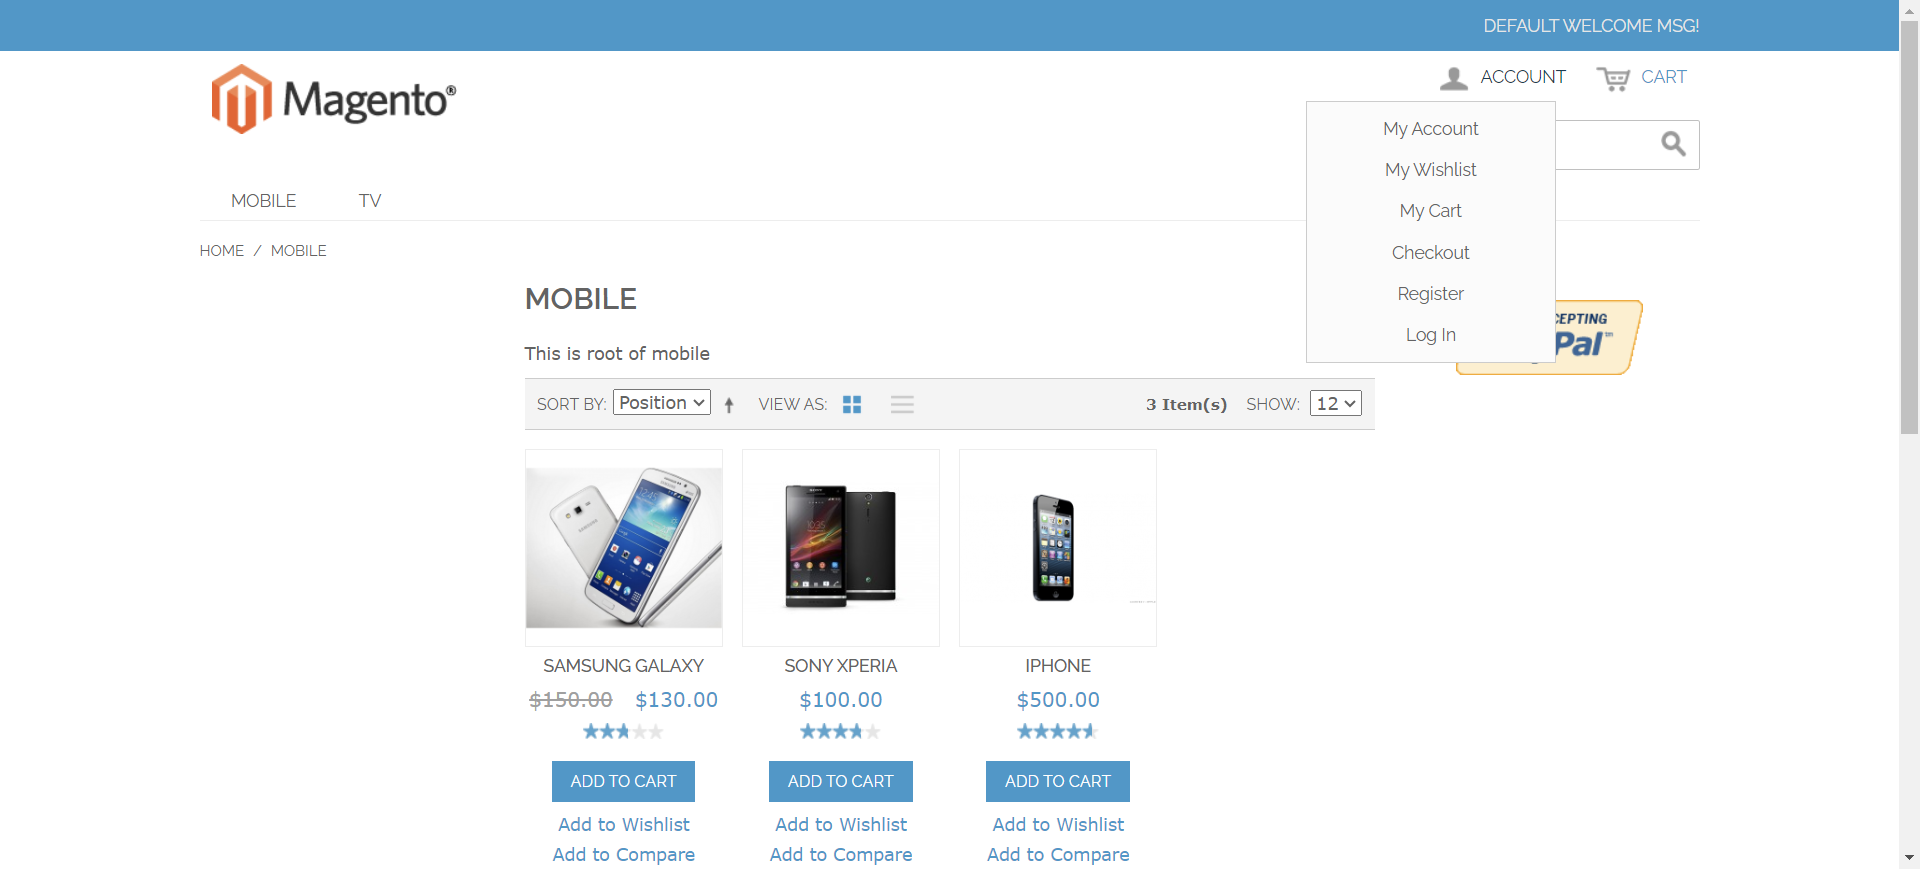 DEFAULT WELCOME MSG!
Magento®
ACCOUNT
CART
My Account
My Wishlist
My Cart
Checkout
Register
Log In
MOBILE
TV
HOME / MOBILE
MOBILE
CEPTING
Pal™
This is root of mobile
SORT BY: Position
VIEW AS:
3 Item(s)
SHOW: 12
SAMSUNG GALAXY
$150.00 $130.00
ADD TO CART
Add to Wishlist
Add to Compare
SONY XPERIA
$100.00
ADD TO CART
Add to Wishlist
Add to Compare
IPHONE
$500.00
ADD TO CART
Add to Wishlist
Add to Compare